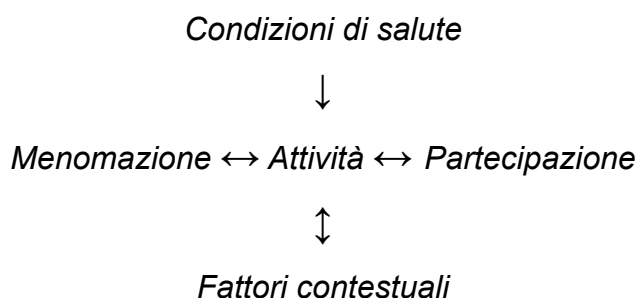 Condizioni di salute
↓
Menomazione ↔ Attività ↔ Partecipazione
↕
Fattori contestuali